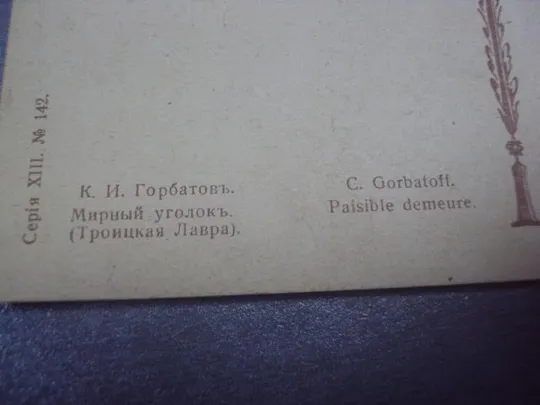 Серія XIII. № 142.
К. И. Горбатовъ.
Мирный уголокъ.
(Троицкая Лавра).
C. Gorbatoff.
Paisible demeure.